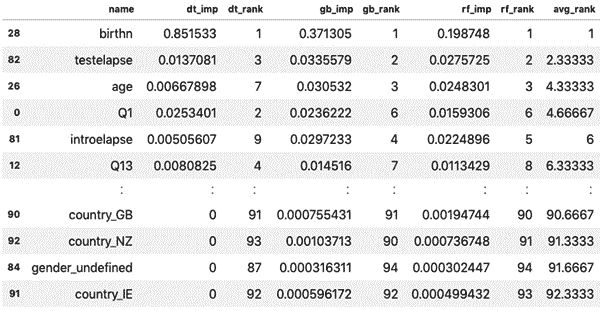 name dt_imp dt_rank gb_imp gb_rank rf_imp rf_rank avg_rank
28 birthn 0.851533 1 0.371305 1 0.198748 1 1
82 testelapse 0.0137081 3 0.0335579 2 0.0275725 2 2.33333
26 age 0.00667898 7 0.030532 3 0.0248301 3 4.33333
0 Q1 0.0253401 2 0.0236222 6 0.0159306 6 4.66667
81 introelapse 0.00505607 9 0.0297233 4 0.0224896 5 6
12 Q13 0.0080825 4 0.014516 7 0.0113429 8 6.33333
: : : : : : : :
90 country_GB 0 91 0.000755431 91 0.00194744 90 90.6667
92 country_NZ 0 93 0.00103713 90 0.000736748 91 91.3333
84 gender_undefined 0 87 0.000316311 94 0.000302447 94 91.6667
91 country_IE 0 92 0.000596172 92 0.000499432 93 92.3333